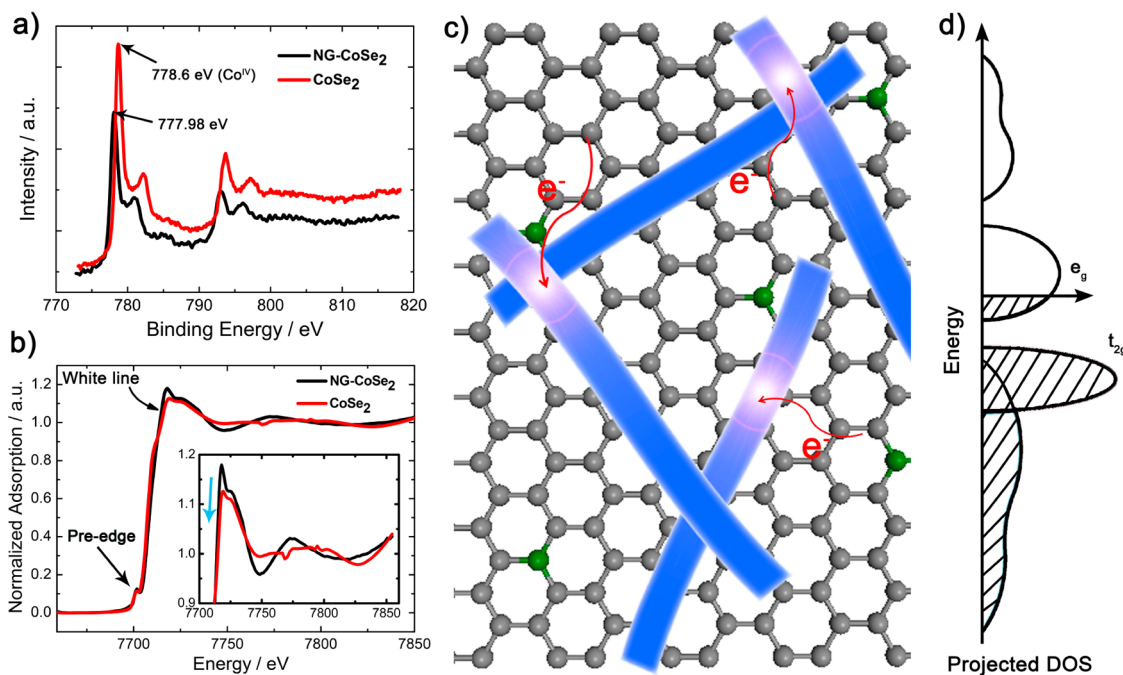 a)
NG-CoSe2
CoSe2
778.6 eV (CoIV)
777.98 eV
Intensity / a.u.
770 780 790 800 810 820
Binding Energy / eV
b)
White line
NG-CoSe2
CoSe2
Pre-edge
Normalized Adsorption / a.u.
1.2
1.0
0.8
0.6
0.4
0.2
0.0
1.2
1.1
1.0
0.9
7700 7750 7800 7850
7700 7750 7800 7850
Energy / eV
c)
e-
e-
e-
d)
eg
t2g
Energy
Projected DOS